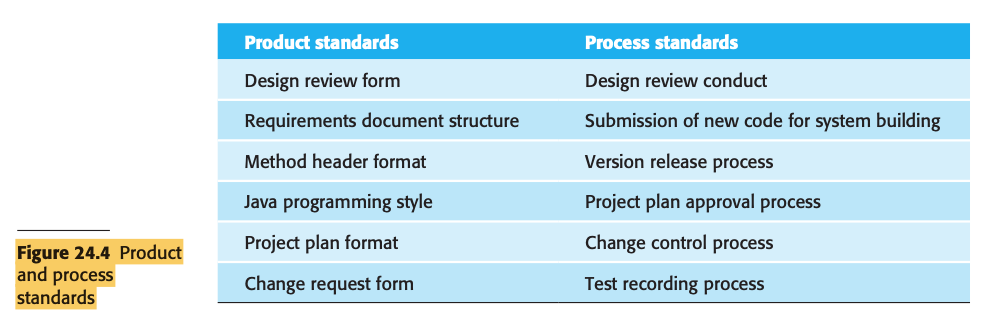 Product standards Process standards
Design review form Design review conduct
Requirements document structure Submission of new code for system building
Method header format Version release process
Java programming style Project plan approval process
Project plan format Change control process
Change request form Test recording process
Figure 24.4 Product
and process
standards